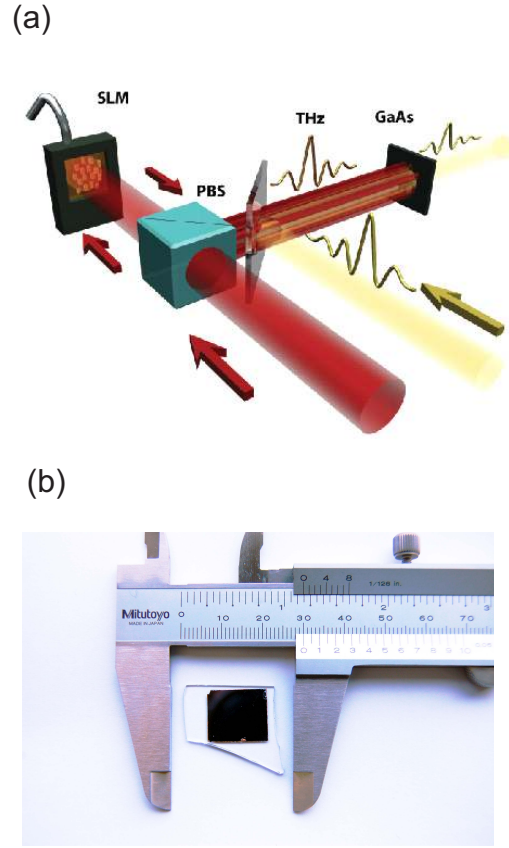 (a)
SLM
THz
GaAs
PBS
(b)
0 4 8 1/128 in.
Mitutoyo
MADE IN JAPAN
0 1 2 3
0 10 20 30 40 50 60 70
0 1 2 3 4 5 6 7 8 9 10